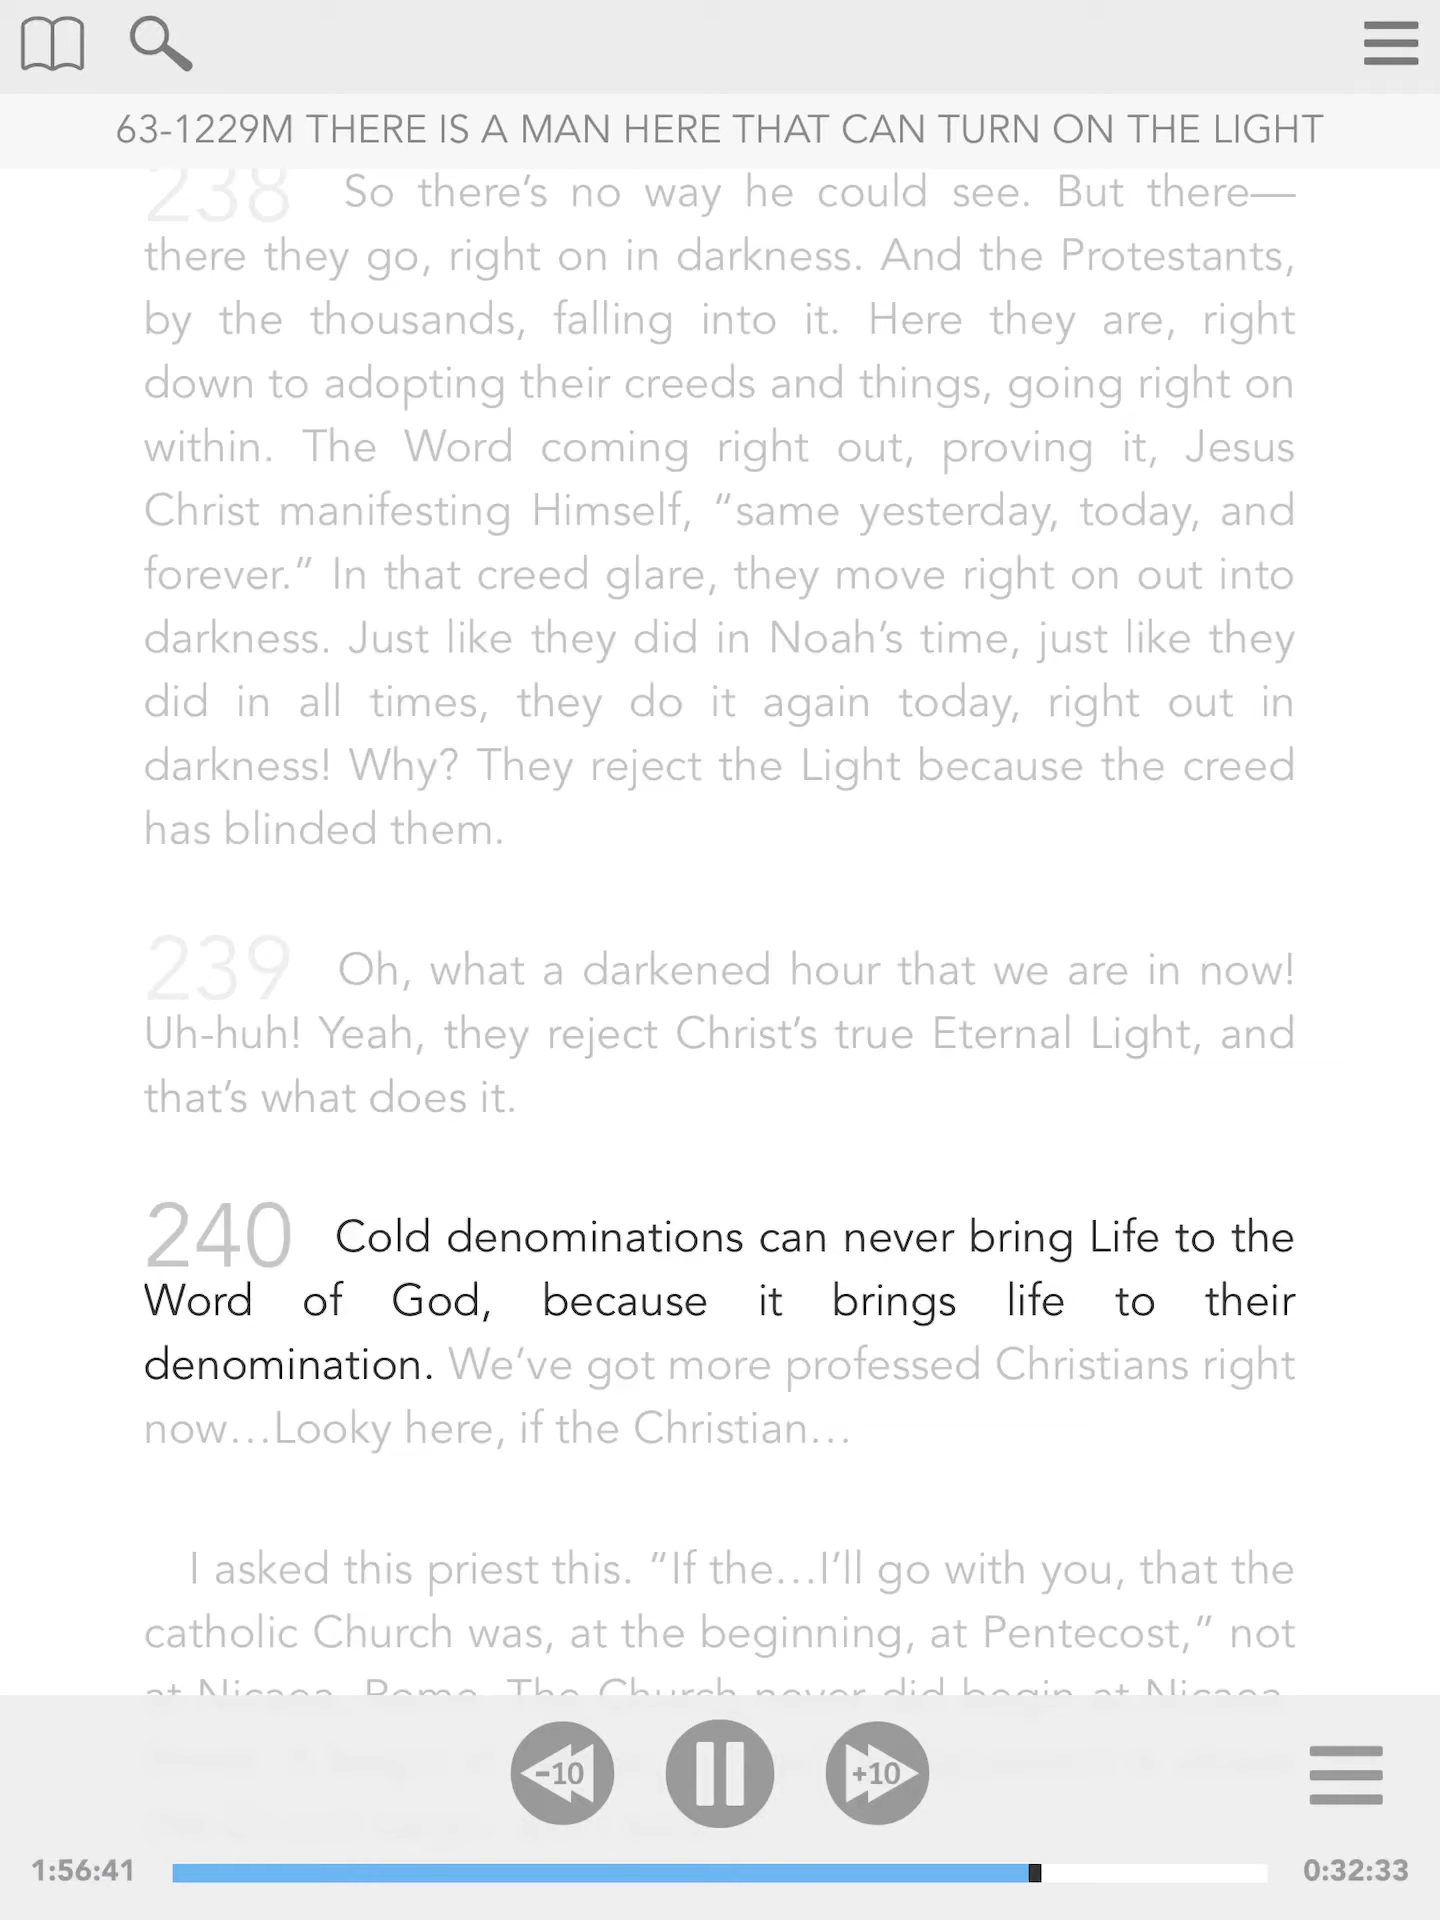 63-1229M THERE IS A MAN HERE THAT CAN TURN ON THE LIGHT
238 So there’s no way he could see. But there—
there they go, right on in darkness. And the Protestants,
by the thousands, falling into it. Here they are, right
down to adopting their creeds and things, going right on
within. The Word coming right out, proving it, Jesus
Christ manifesting Himself, “same yesterday, today, and
forever.” In that creed glare, they move right on out into
darkness. Just like they did in Noah’s time, just like they
did in all times, they do it again today, right out in
darkness! Why? They reject the Light because the creed
has blinded them.
239 Oh, what a darkened hour that we are in now!
Uh-huh! Yeah, they reject Christ’s true Eternal Light, and
that’s what does it.
240 Cold denominations can never bring Life to the
Word of God, because it brings life to their
denomination. We’ve got more professed Christians right
now…Looky here, if the Christian…
I asked this priest this. “If the…I’ll go with you, that the
catholic Church was, at the beginning, at Pentecost,” not
at Nicaea, Rome. The Church never did begin at Nicaea,
-10 +10
1:56:41 0:32:33